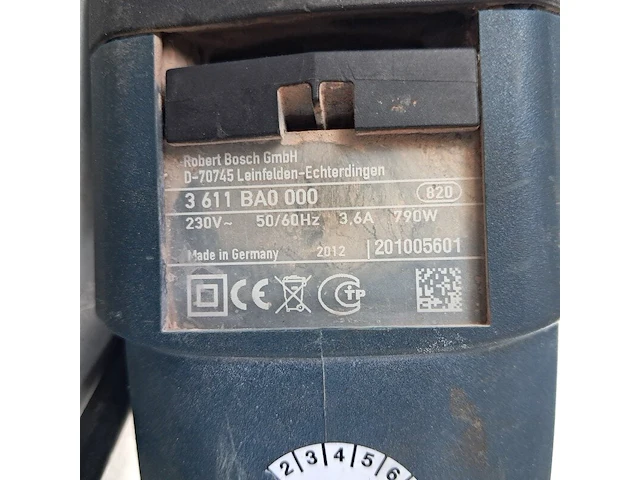 Robert Bosch GmbH
D-70745 Leinfelden-Echterdingen
3 611 BA0 000 820
230V~ 50/60Hz 3,6A 790W
Made in Germany 2012 201005601
CE
2 3 4 5 6